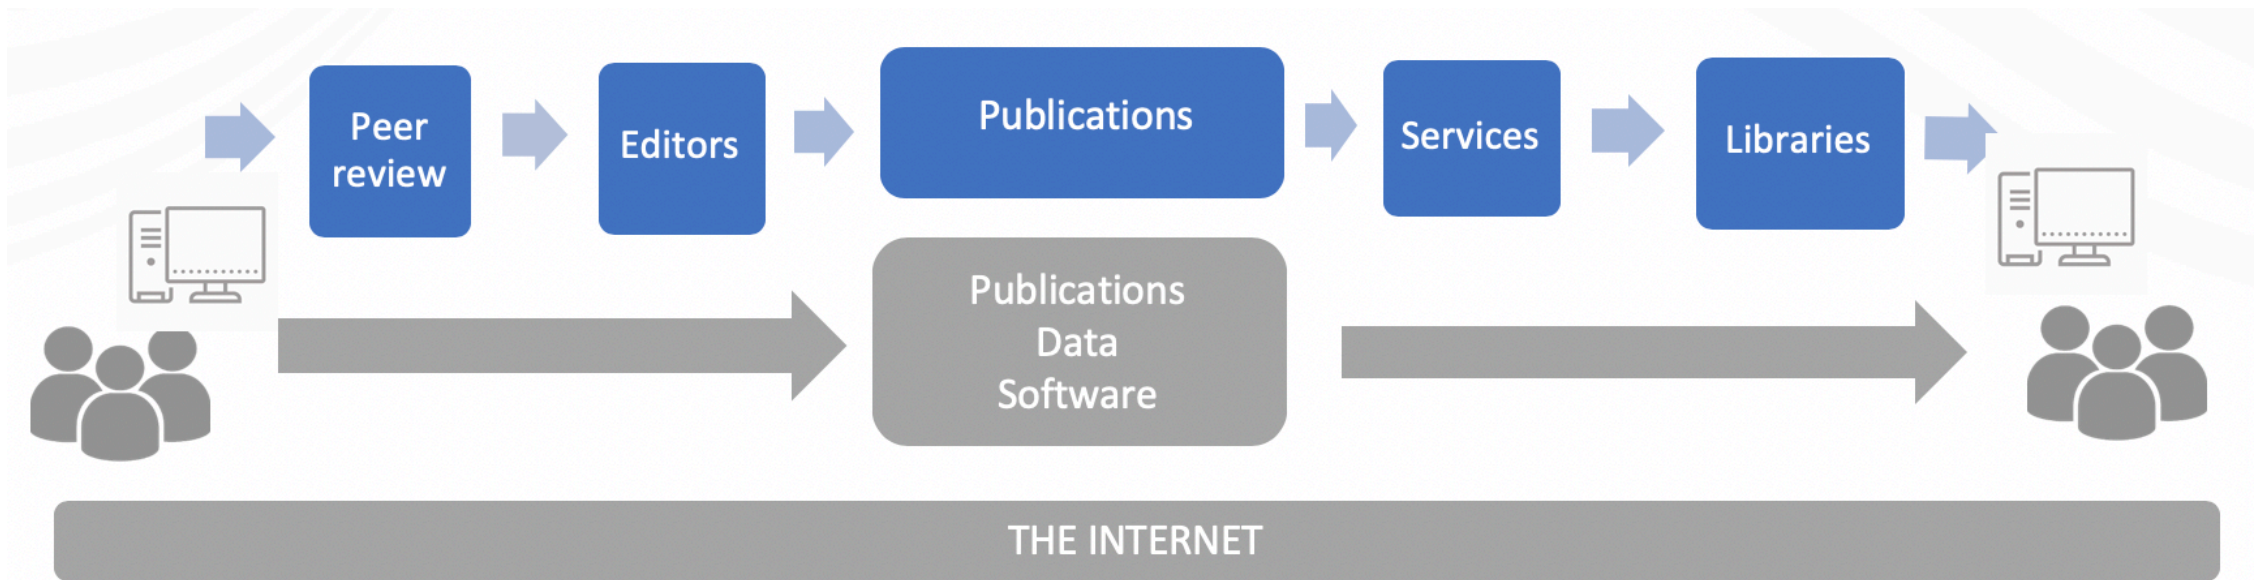 Peer
review
Editors
Publications
Services
Libraries
Publications
Data
Software
THE INTERNET